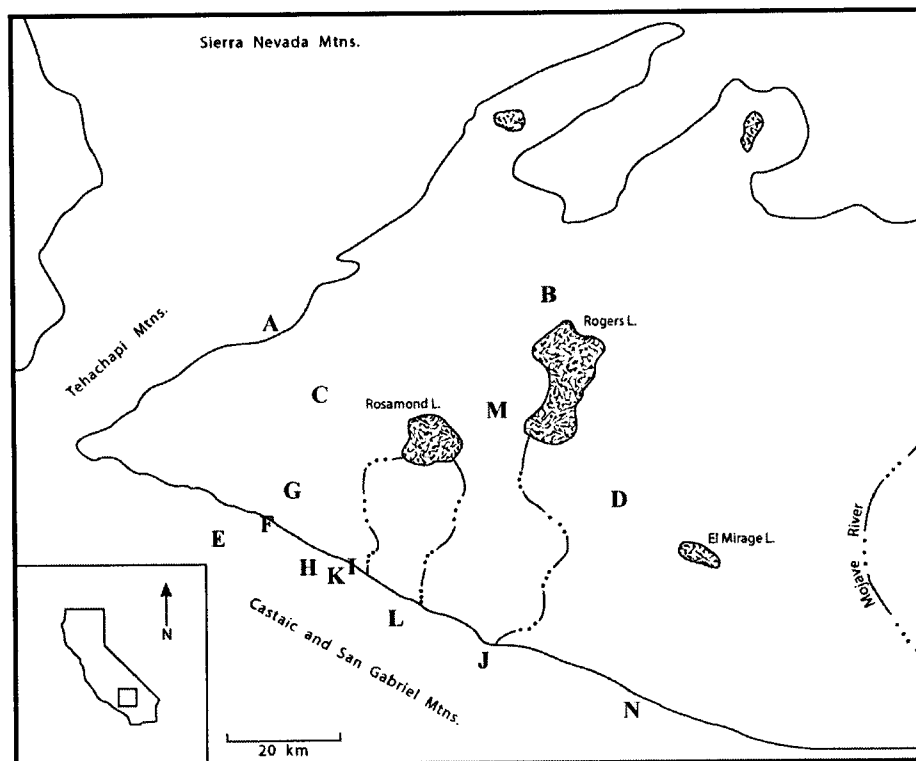 Sierra Nevada Mtns.
B
Rogers L.
A
Tehachapi Mtns.
C
Rosamond L.
M
G
D
F
E
El Mirage L.
Mojave River
H
I
K
L
Castaic and San Gabriel Mtns.
N
J
N
20 km